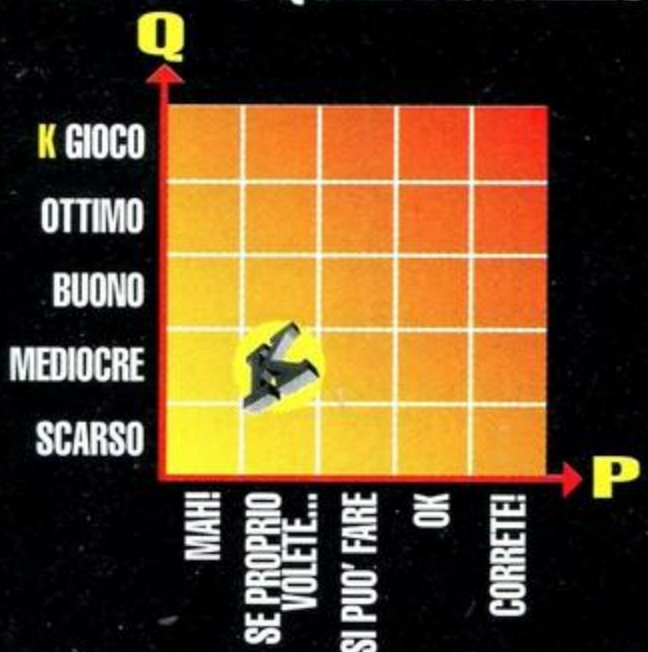 Q
K GIOCO
OTTIMO
BUONO
MEDIOCRE
SCARSO
K
P
MAH!
SE PROPRIO
VOLETE...
SI PUO' FARE
OK
CORRETE!